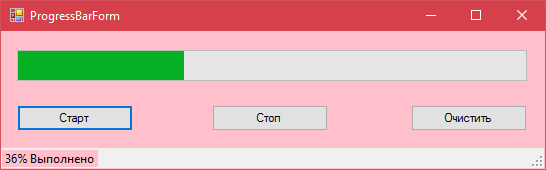 ProgressBarForm
Старт
Стоп
Очистить
36% Выполнено